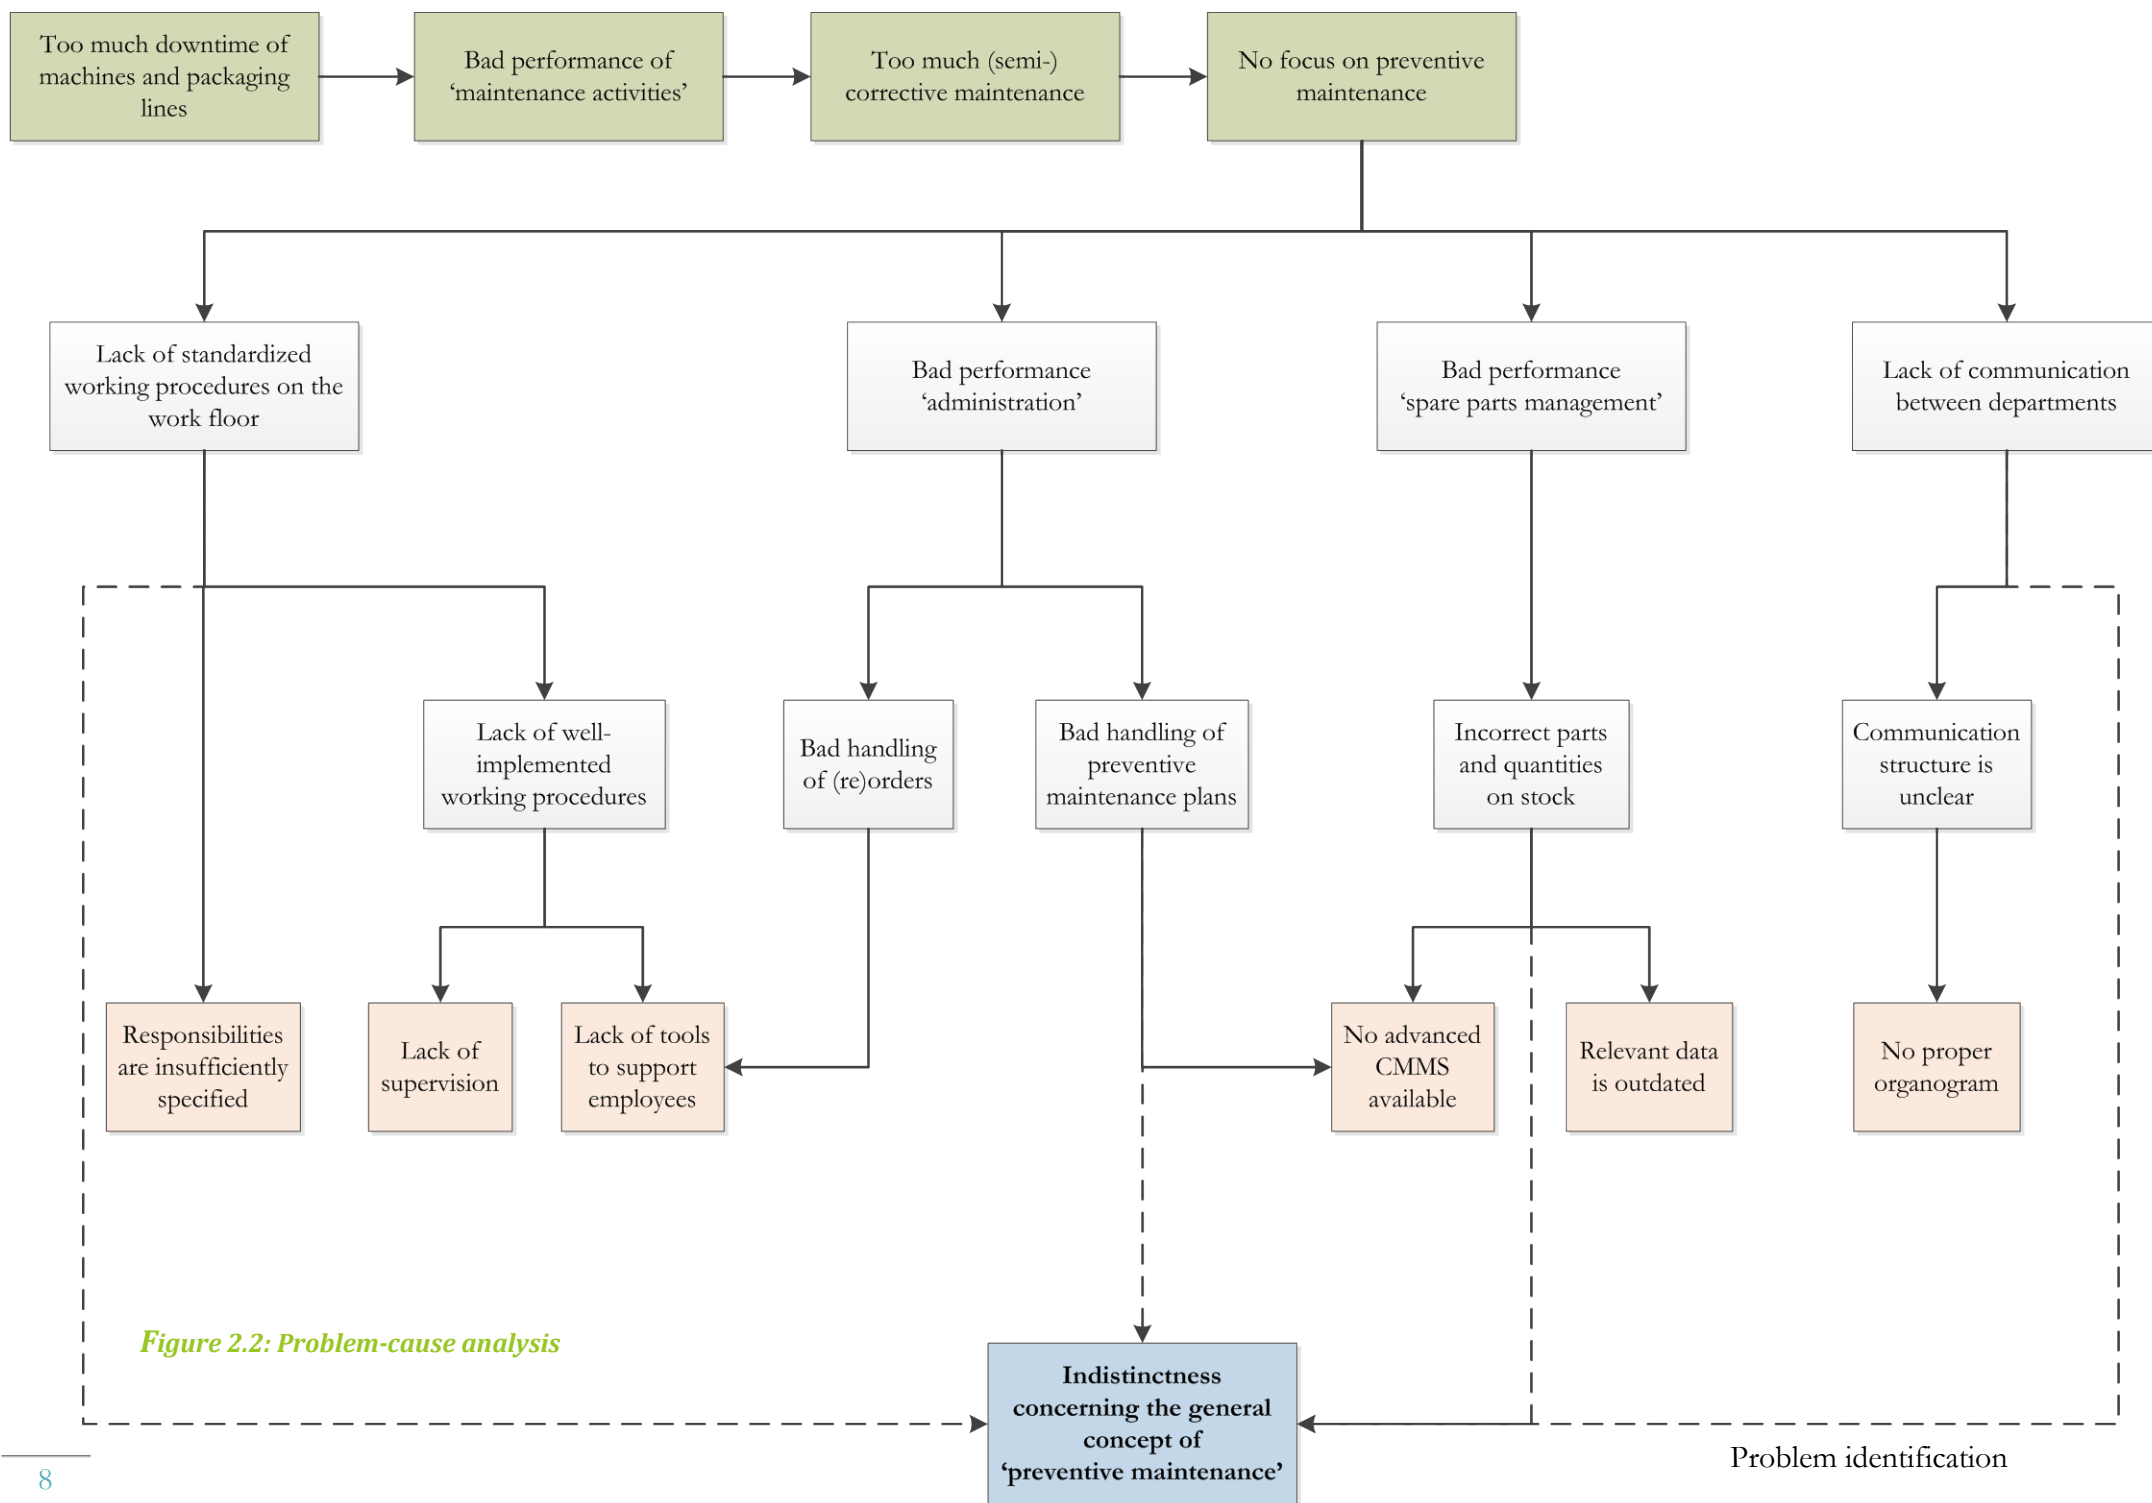 Too much downtime of
machines and packaging
lines
Bad performance of
‘maintenance activities’
Too much (semi-)
corrective maintenance
No focus on preventive
maintenance
Lack of standardized
working procedures on the
work floor
Bad performance
‘administration’
Bad performance
‘spare parts management’
Lack of communication
between departments
Lack of well-
implemented
working procedures
Bad handling
of (re)orders
Bad handling of
preventive
maintenance plans
Incorrect parts
and quantities
on stock
Communication
structure is
unclear
Responsibilities
are insufficiently
specified
Lack of
supervision
Lack of tools
to support
employees
No advanced
CMMS
available
Relevant data
is outdated
No proper
organogram
Figure 2.2: Problem-cause analysis
Indistinctness
concerning the general
concept of
‘preventive maintenance’
Problem identification
8